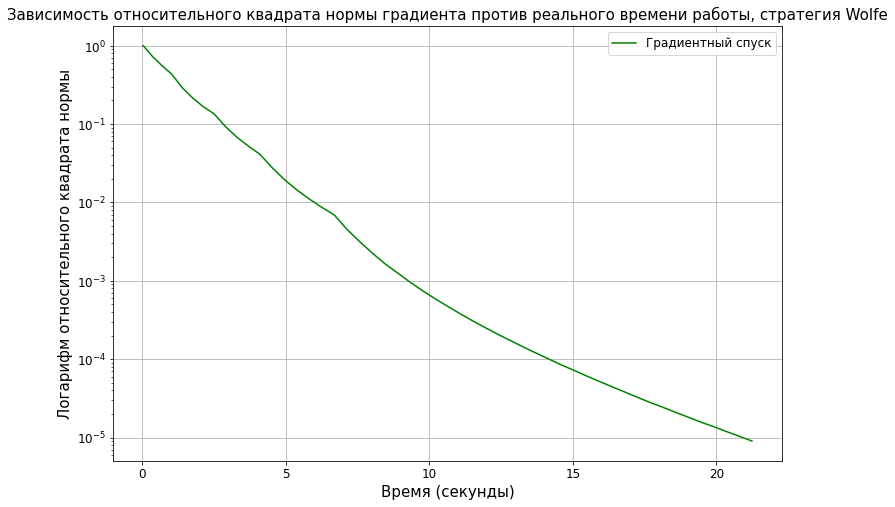 Зависимость относительного квадрата нормы градиента против реального времени работы, стратегия Wolfe
Градиентный спуск
Логарифм относительного квадрата нормы
10⁰
10⁻¹
10⁻²
10⁻³
10⁻⁴
10⁻⁵
0 5 10 15 20
Время (секунды)